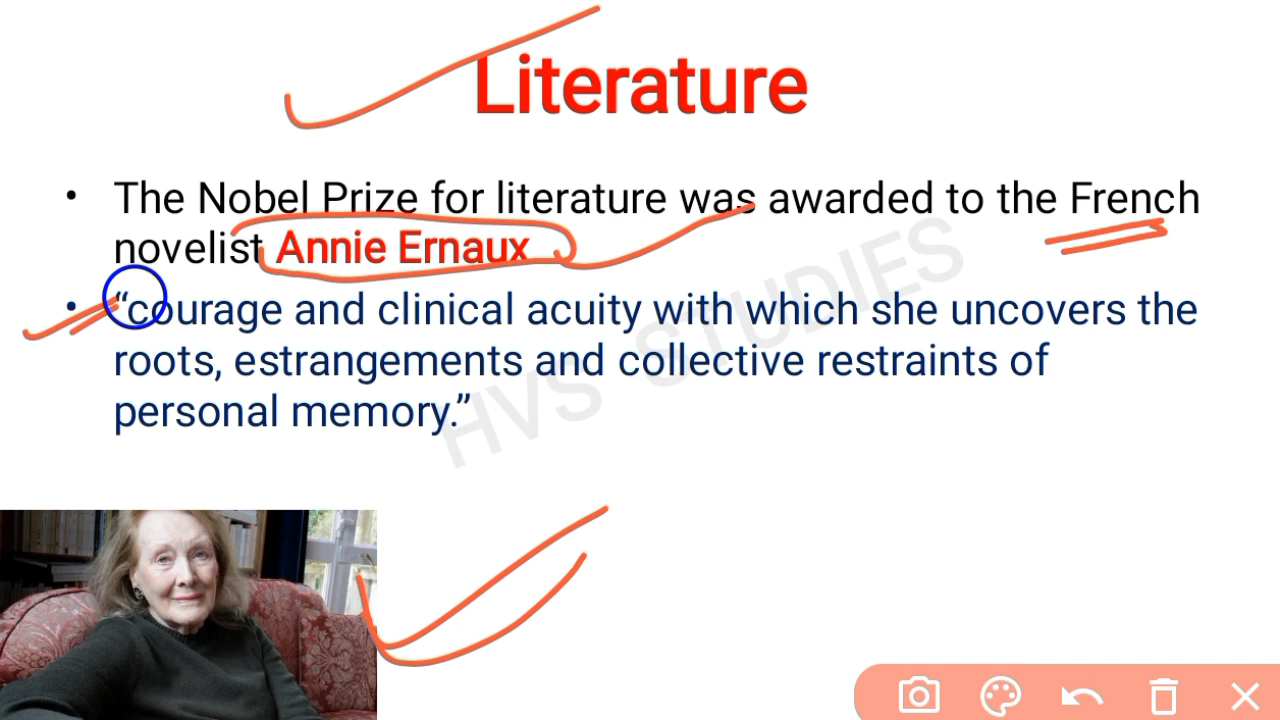 Literature
• The Nobel Prize for literature was awarded to the French
novelist Annie Ernaux
• “courage and clinical acuity with which she uncovers the
roots, estrangements and collective restraints of
personal memory.”
HVS STUDIES